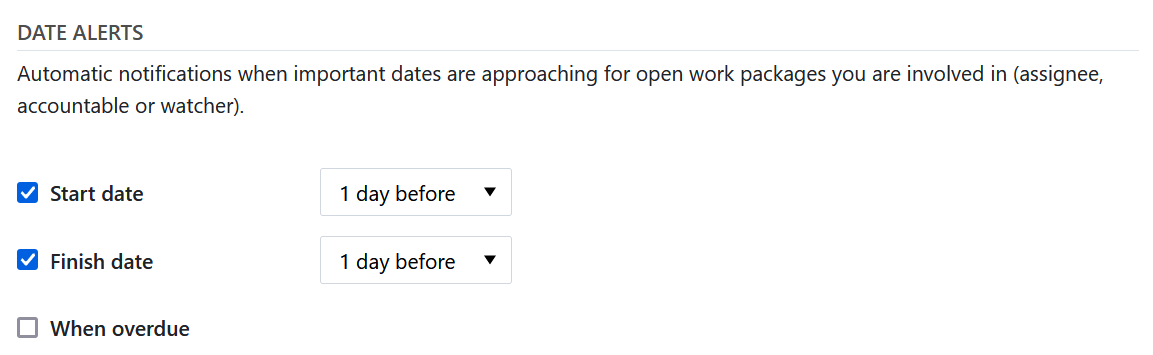 DATE ALERTS
Automatic notifications when important dates are approaching for open work packages you are involved in (assignee,
accountable or watcher).
Start date 1 day before
Finish date 1 day before
When overdue